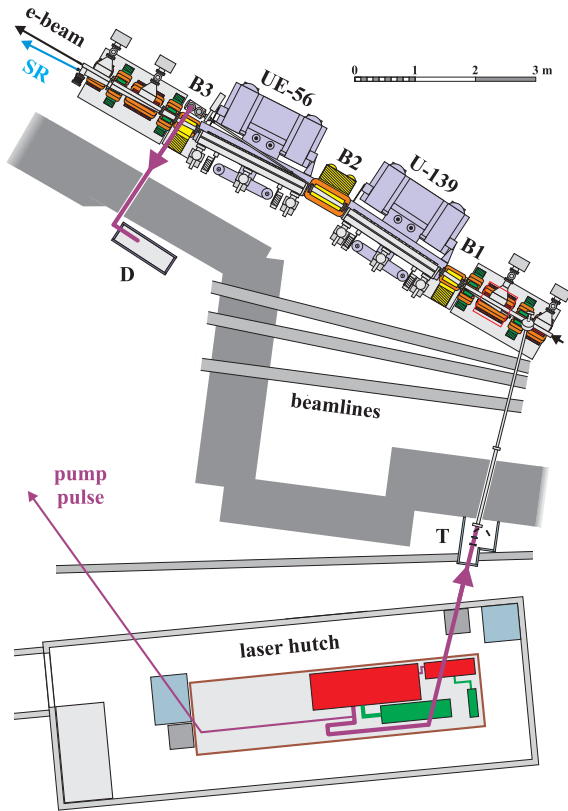 e-beam
SR
B3
UE-56
0 1 2 3 m
B2
U-139
B1
D
beamlines
pump
pulse
T
laser hutch